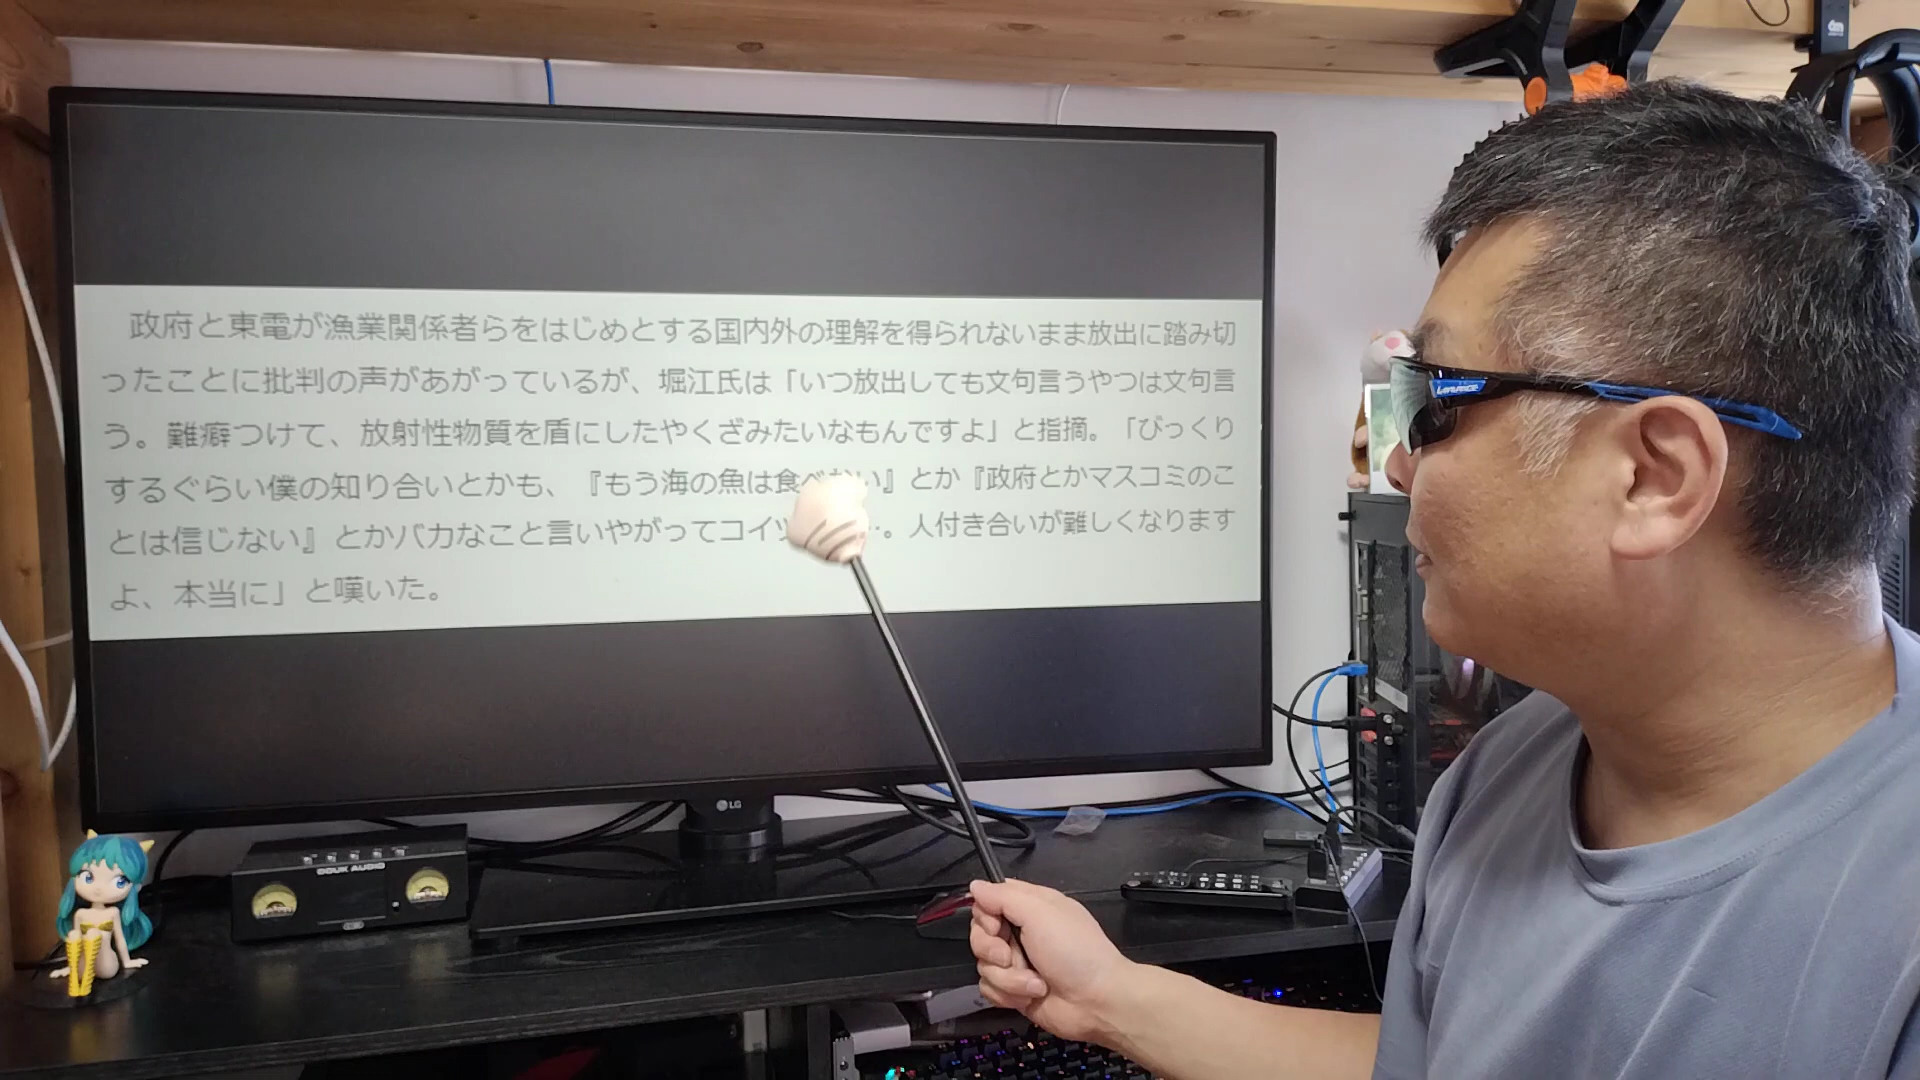 政府と東電が漁業関係者らをはじめとする国内外の理解を得られないまま放出に踏み切
ったことに批判の声があがっているが、堀江氏は「いつ放出しても文句言うやつは文句言
う。難癖つけて、放射性物質を盾にしたやくざみたいなもんですよ」と指摘。「びっくり
するぐらい僕の知り合いとかも、『もう海の魚は食べない』とか『政府とかマスコミのこ
とは信じない』とかバカなこと言いやがってコイツ…。人付き合いが難しくなります
よ、本当に」と嘆いた。
LG
DOUK AUDIO